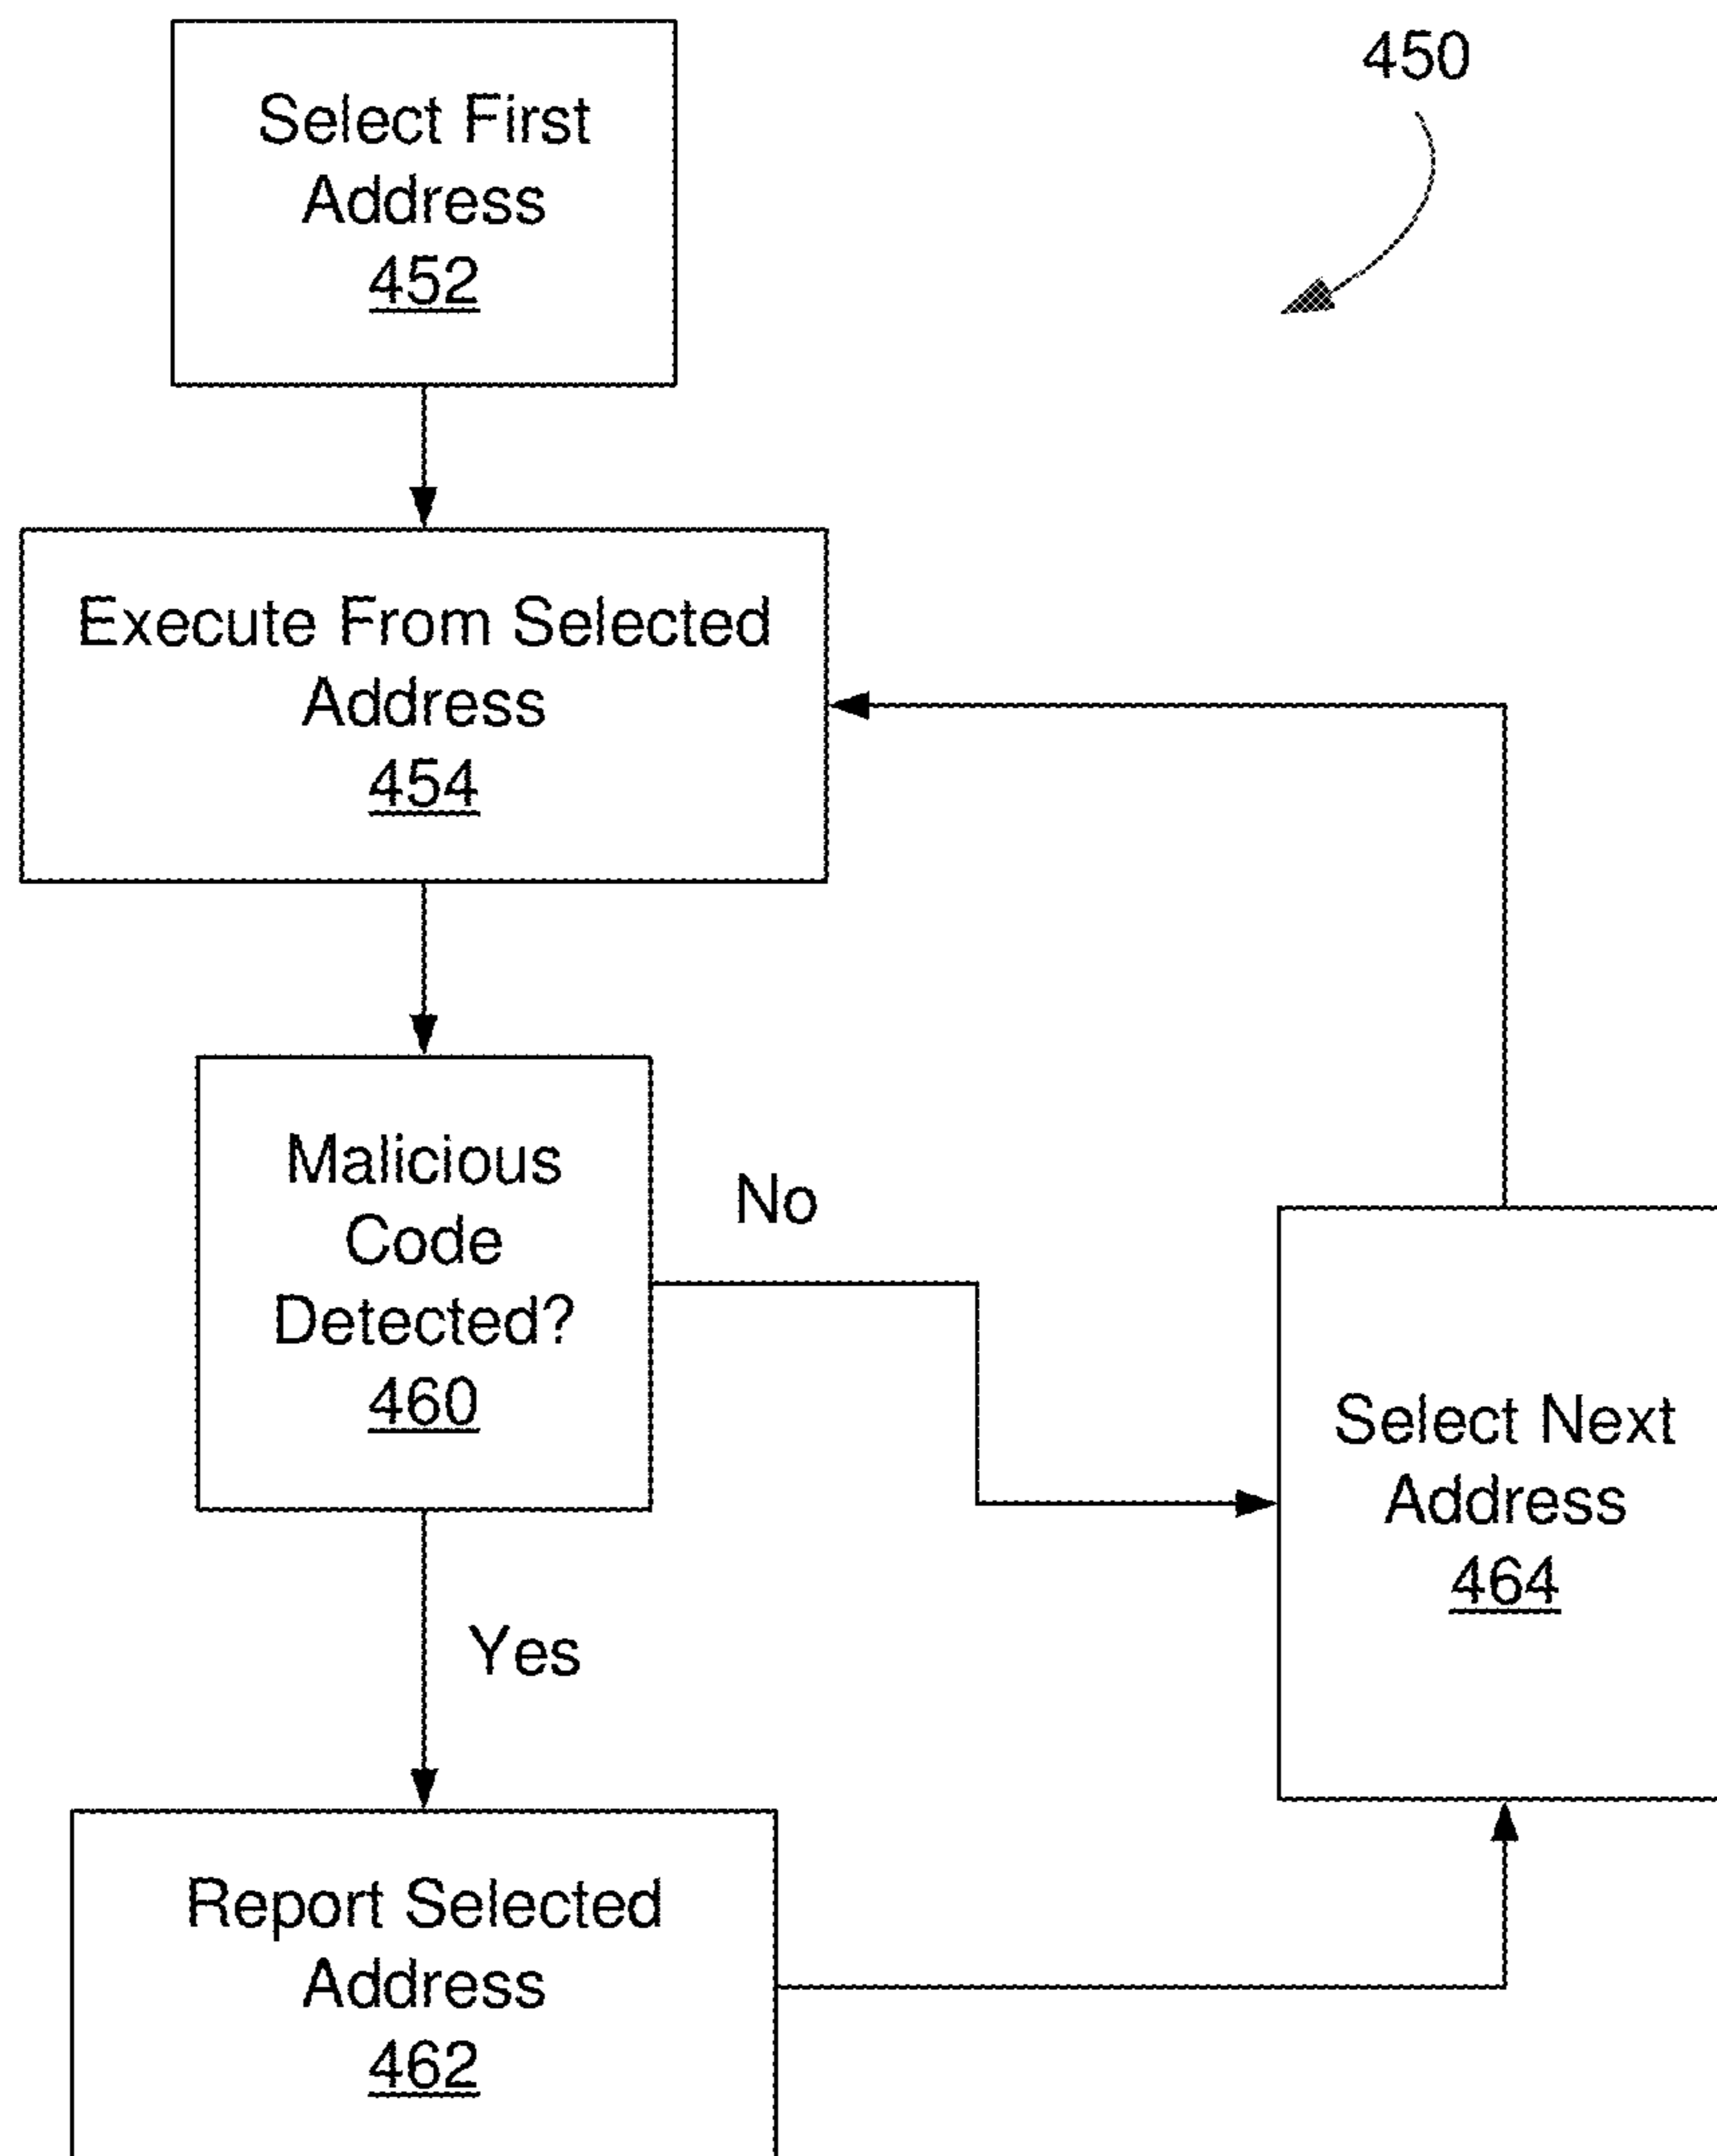 450
Select First
Address
452
Execute From Selected
Address
454
Malicious
Code
Detected?
460
No
Select Next
Address
464
Yes
Report Selected
Address
462